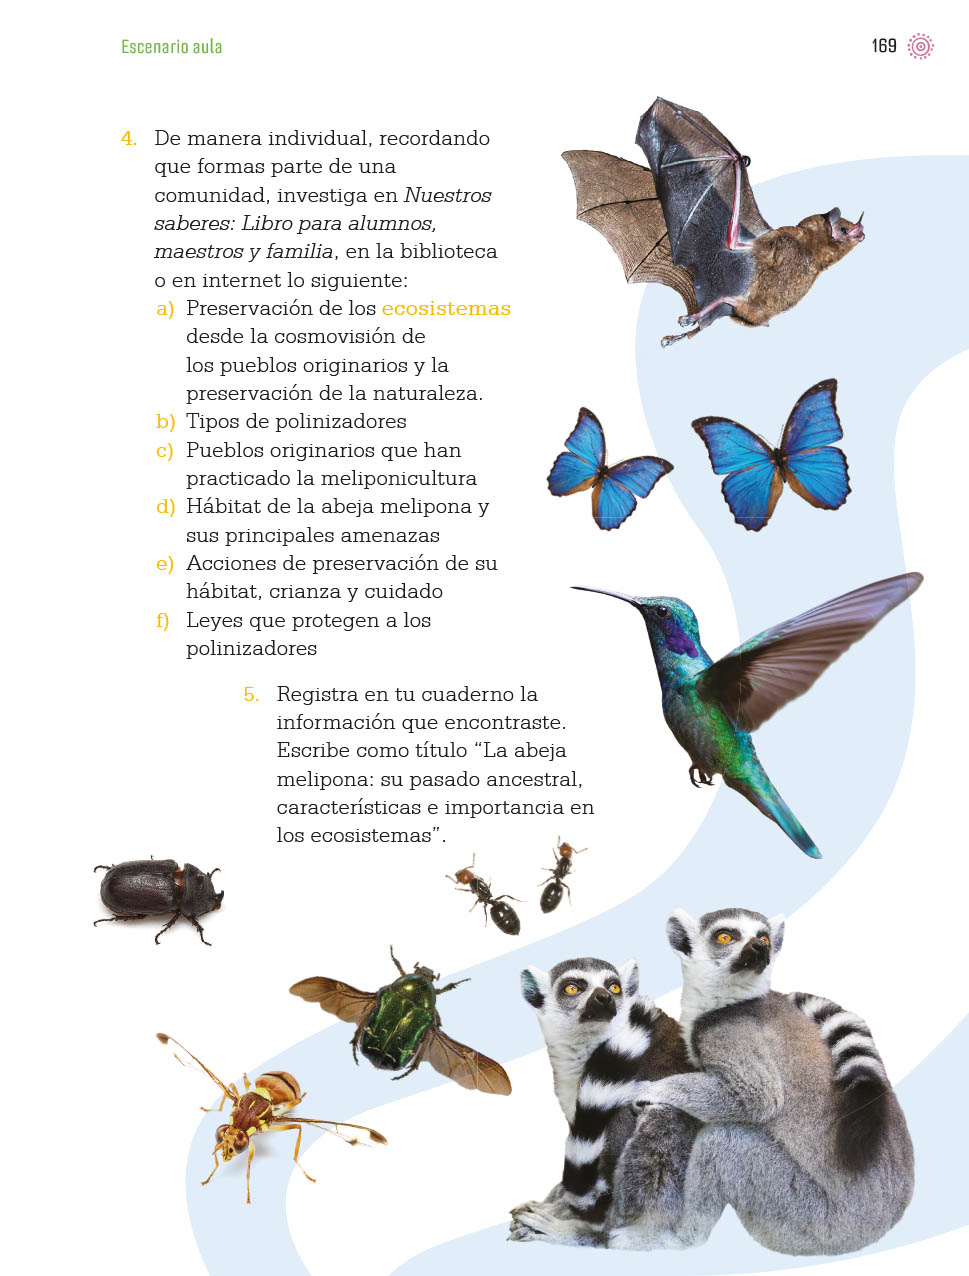 Escenario aula
169
4. De manera individual, recordando
que formas parte de una
comunidad, investiga en Nuestros
saberes: Libro para alumnos,
maestros y familia, en la biblioteca
o en internet lo siguiente:
a) Preservación de los ecosistemas
desde la cosmovisión de
los pueblos originarios y la
preservación de la naturaleza.
b) Tipos de polinizadores
c) Pueblos originarios que han
practicado la meliponicultura
d) Hábitat de la abeja melipona y
sus principales amenazas
e) Acciones de preservación de su
hábitat, crianza y cuidado
f) Leyes que protegen a los
polinizadores
5. Registra en tu cuaderno la
información que encontraste.
Escribe como título “La abeja
melipona: su pasado ancestral,
características e importancia en
los ecosistemas”.